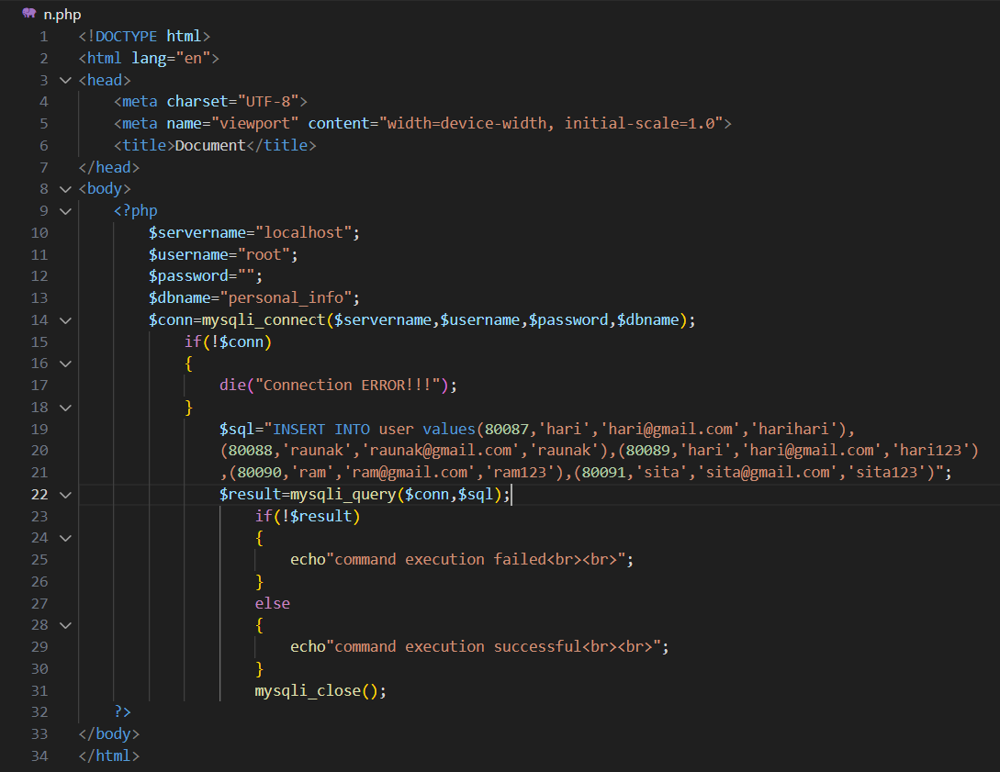 n.php
1 <!DOCTYPE html>
2 <html lang="en">
3 <head>
4 <meta charset="UTF-8">
5 <meta name="viewport" content="width=device-width, initial-scale=1.0">
6 <title>Document</title>
7 </head>
8 <body>
9 <?php
10 $servername="localhost";
11 $username="root";
12 $password="";
13 $dbname="personal_info";
14 $conn=mysqli_connect($servername,$username,$password,$dbname);
15 if(!$conn)
16 {
17 die("Connection ERROR!!!");
18 }
19 $sql="INSERT INTO user values(80087,'hari','hari@gmail.com','harihari'),
20 (80088,'raunak','raunak@gmail.com','raunak'),(80089,'hari','hari@gmail.com','hari123')
21 ,(80090,'ram','ram@gmail.com','ram123'),(80091,'sita','sita@gmail.com','sita123')";
22 $result=mysqli_query($conn,$sql);
23 if(!$result)
24 {
25 echo"command execution failed<br><br>";
26 }
27 else
28 {
29 echo"command execution successful<br><br>";
30 }
31 mysqli_close();
32 ?>
33 </body>
34 </html>